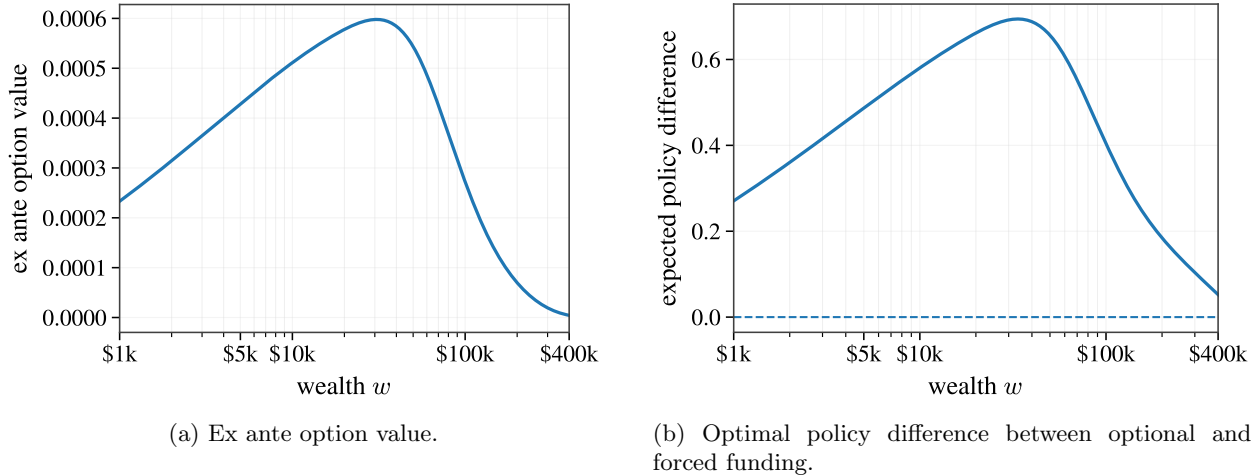 0.0006
0.0005
0.0004
0.0003
0.0002
0.0001
0.0000
ex ante option value
$1k $5k $10k $100k $400k
wealth w
(a) Ex ante option value.
0.6
0.4
0.2
0.0
expected policy difference
$1k $5k $10k $100k $400k
wealth w
(b) Optimal policy difference between optional and
forced funding.